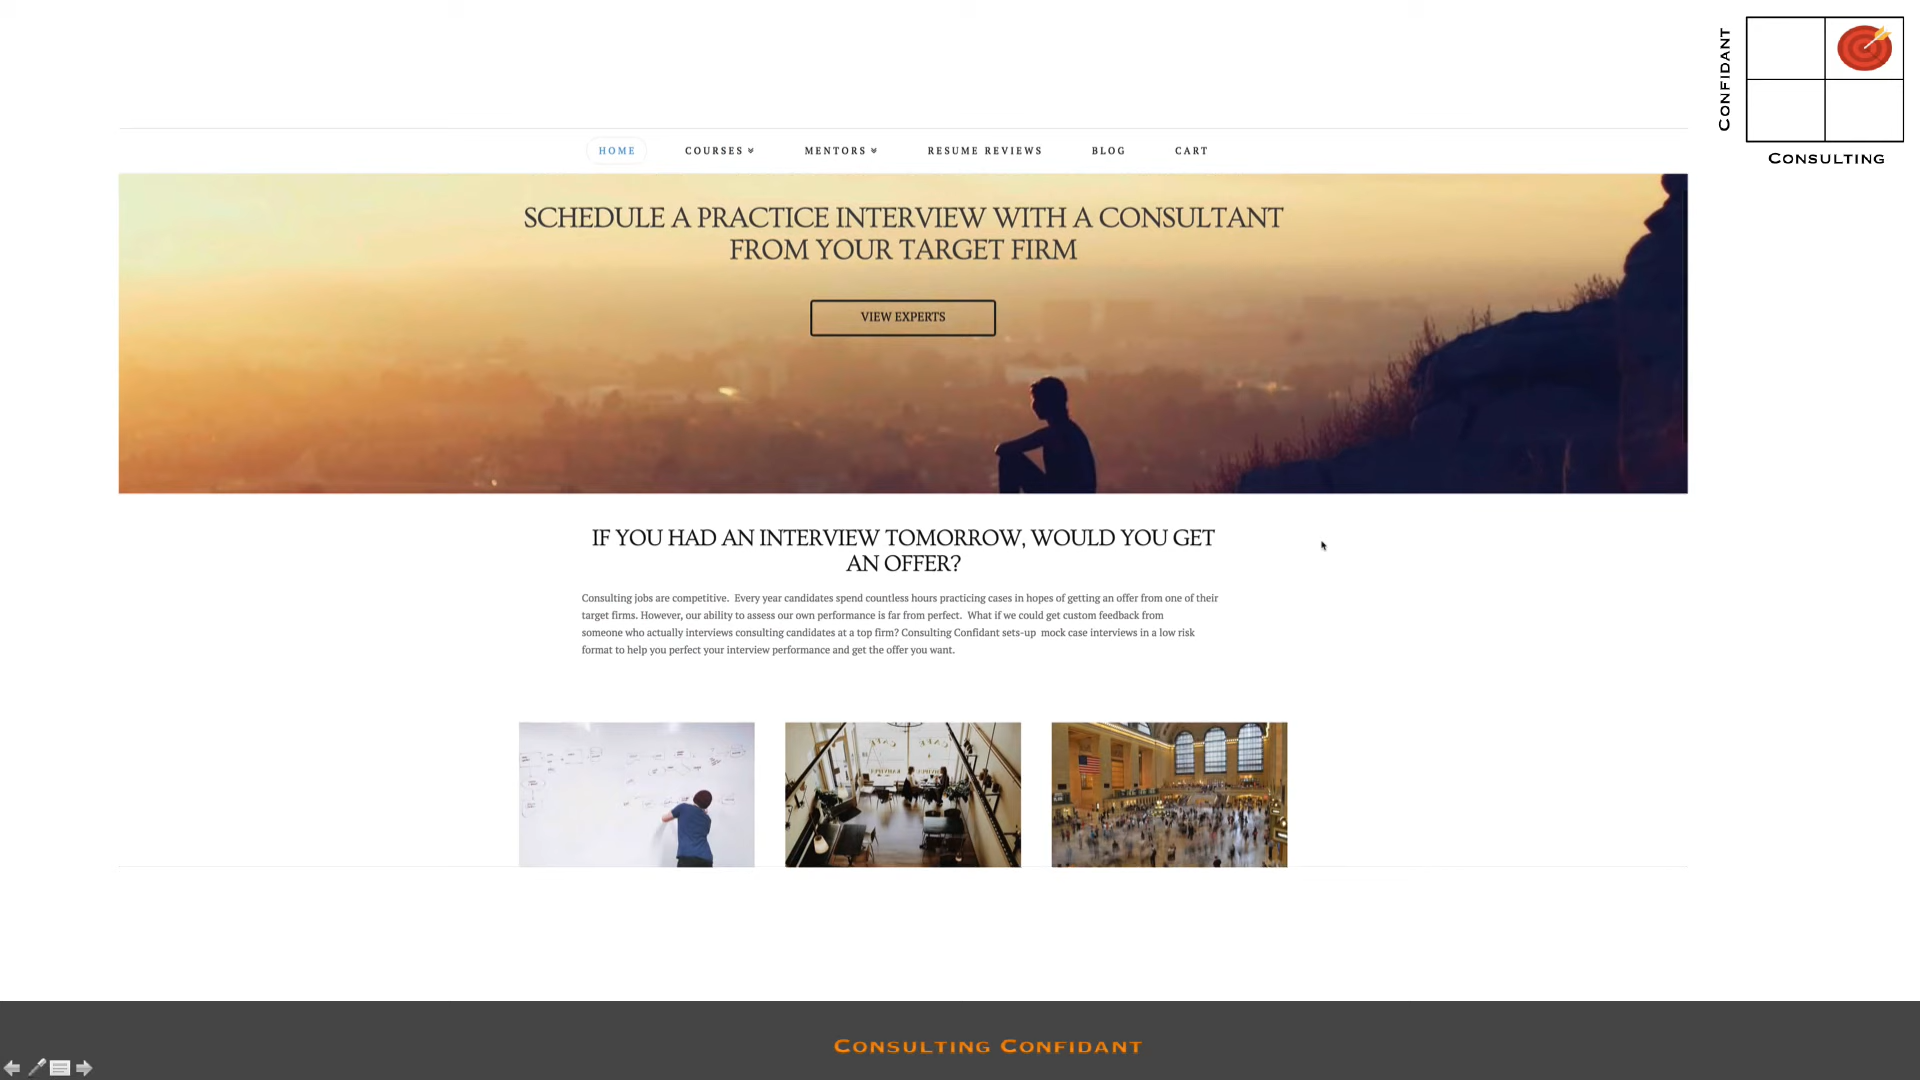 CONFIDANT
CONSULTING
HOME
COURSES
MENTORS
RESUME REVIEWS
BLOG
CART
SCHEDULE A PRACTICE INTERVIEW WITH A CONSULTANT
FROM YOUR TARGET FIRM
VIEW EXPERTS
IF YOU HAD AN INTERVIEW TOMORROW, WOULD YOU GET
AN OFFER?
Consulting jobs are competitive.  Every year candidates spend countless hours practicing cases in hopes of getting an offer from one of their
target firms. However, our ability to assess our own performance is far from perfect.  What if we could get custom feedback from
someone who actually interviews consulting candidates at a top firm? Consulting Confidant sets-up  mock case interviews in a low risk
format to help you perfect your interview performance and get the offer you want.
CONSULTING CONFIDANT